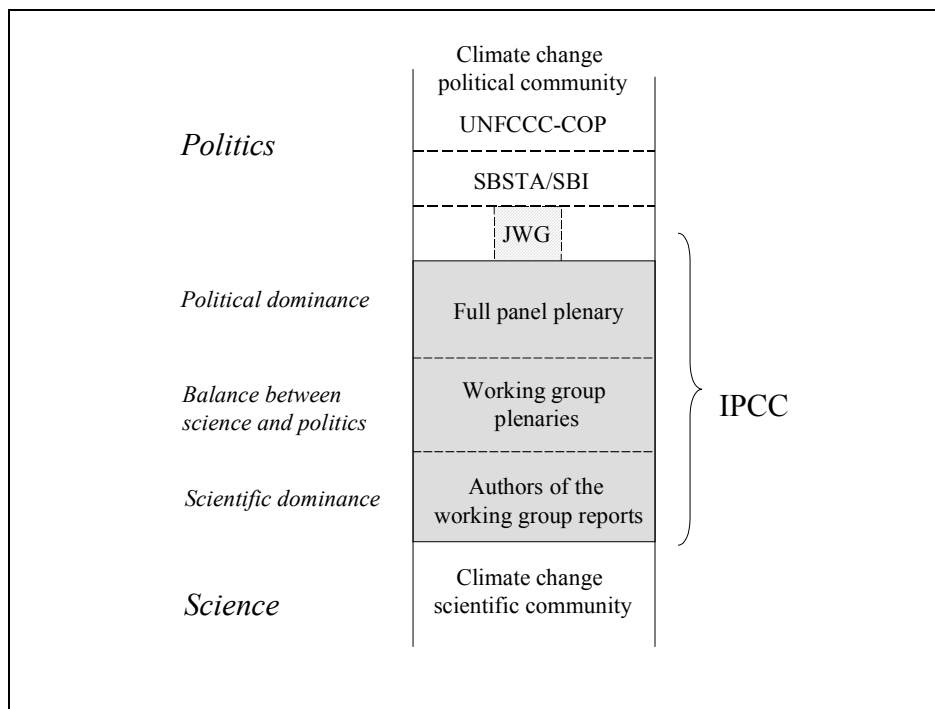 Climate change
political community
UNFCCC-COP
Politics
SBSTA/SBI
JWG
Political dominance
Full panel plenary
Balance between
science and politics
Working group
plenaries
IPCC
Scientific dominance
Authors of the
working group reports
Science
Climate change
scientific community